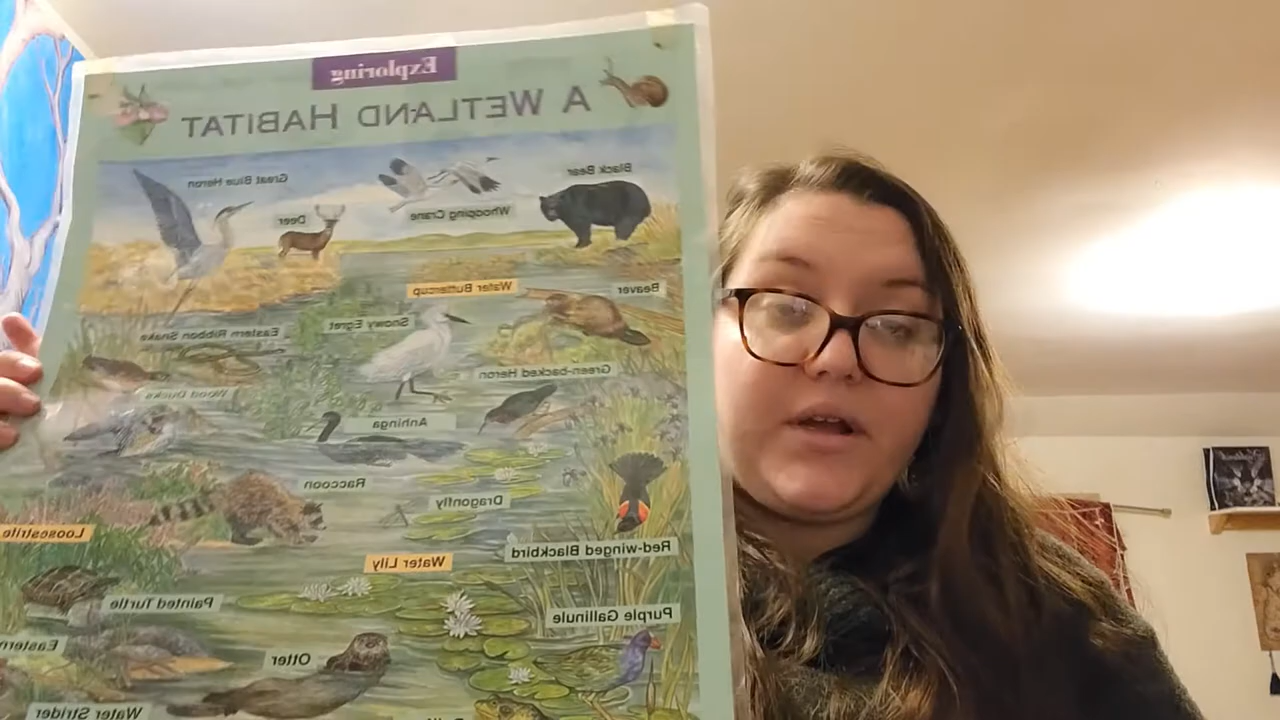 Exploring
A WETLAND HABITAT
Black Bear
Great Blue Heron
Whooping Crane
Deer
Beaver
Water Buttercup
Snowy Egret
Eastern Ribbon Snake
Green-backed Heron
Wood Ducks
Anhinga
Raccoon
Dragonfly
Loosestrife
Red-winged Blackbird
Water Lily
Painted Turtle
Purple Gallinule
Eastern
Otter
Water Strider